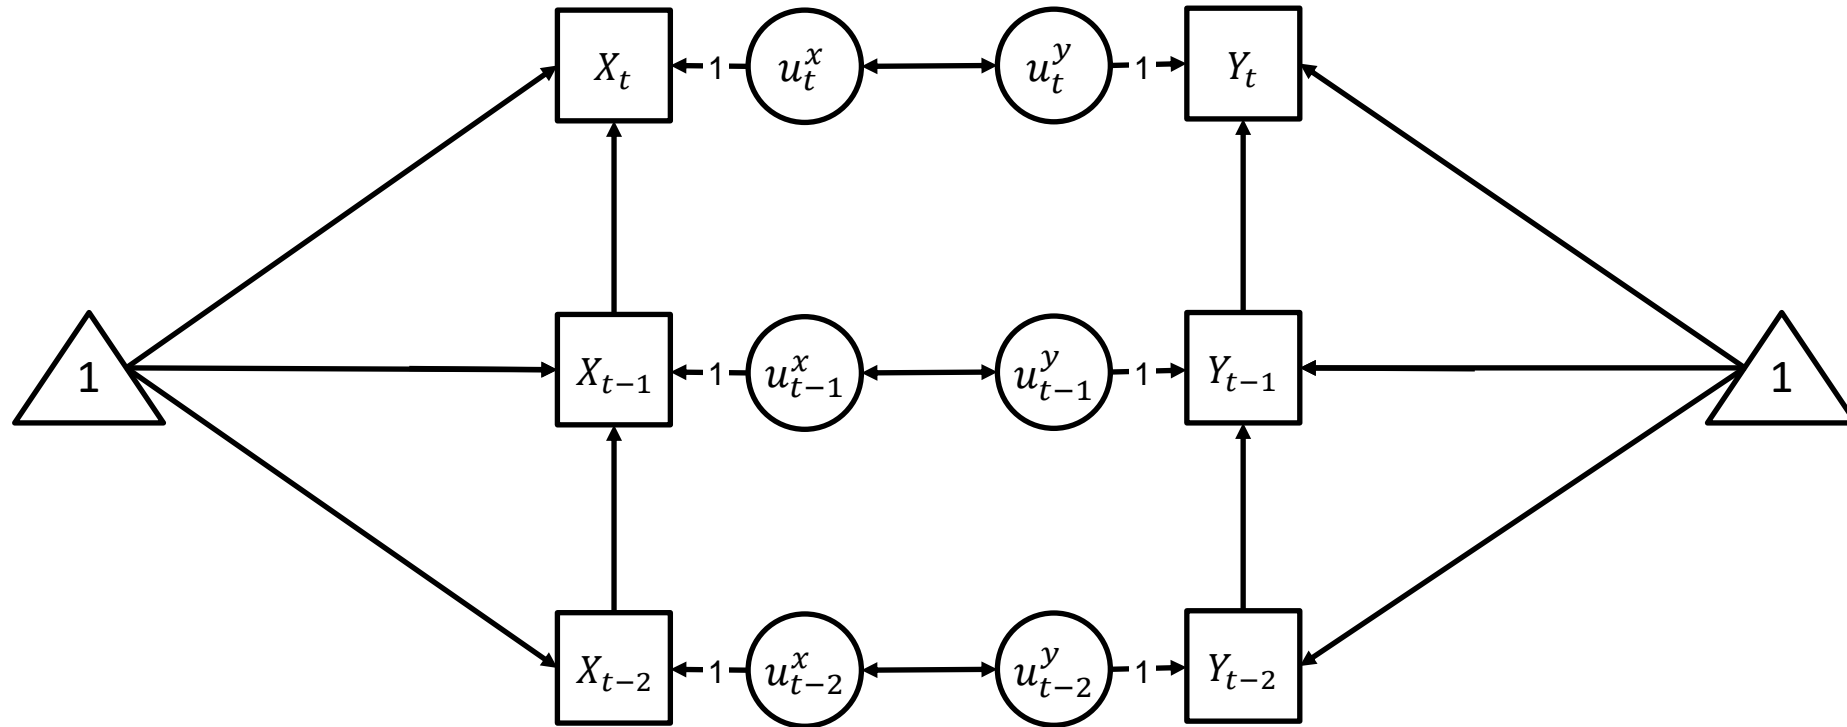 X_t 1 u_t^x u_t^y 1 Y_t
1 X_{t−1} 1 u_{t−1}^x u_{t−1}^y 1 Y_{t−1} 1
X_{t−2} 1 u_{t−2}^x u_{t−2}^y 1 Y_{t−2}